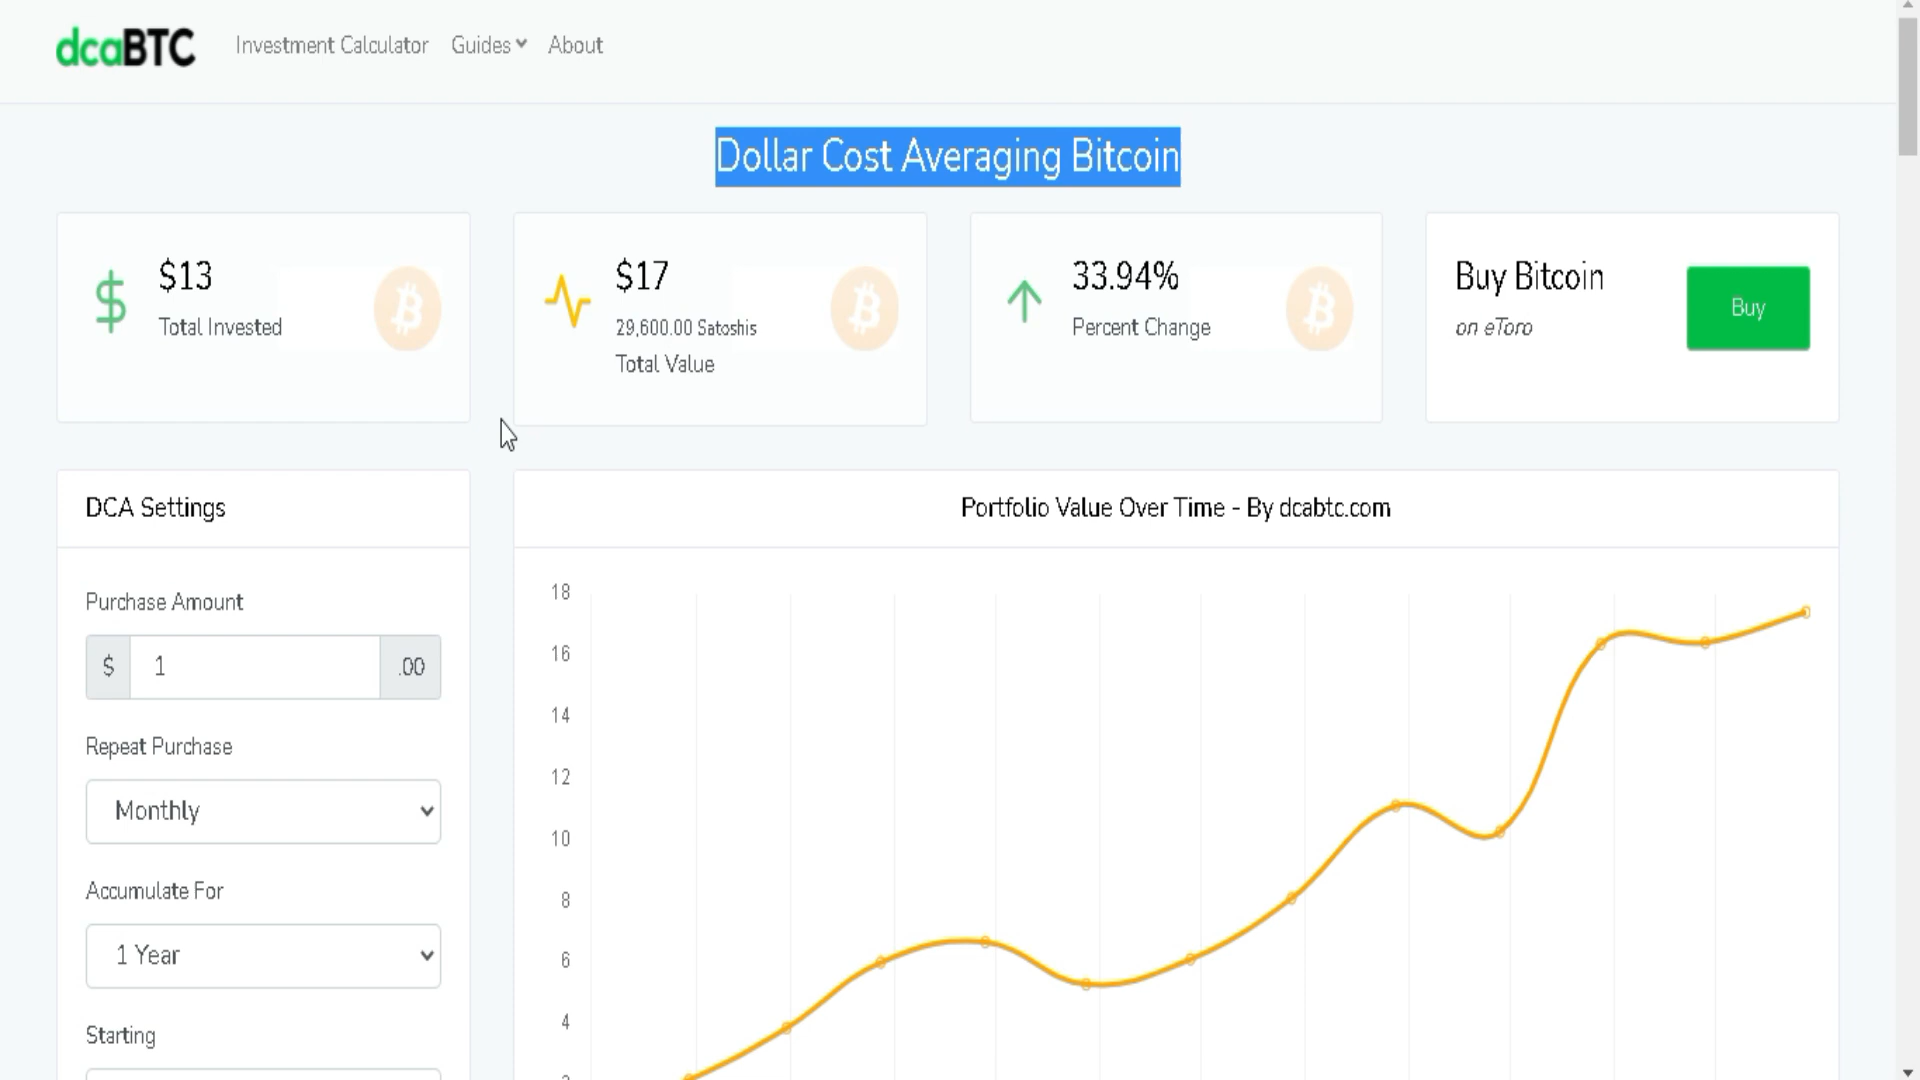 dcaBTC Investment Calculator Guides About
Dollar Cost Averaging Bitcoin
$13
Total Invested
$17
29,600.00 Satoshis
Total Value
33.94%
Percent Change
Buy Bitcoin
on eToro
Buy
DCA Settings
Purchase Amount
$ 1 .00
Repeat Purchase
Monthly
Accumulate For
1 Year
Starting
Portfolio Value Over Time - By dcabtc.com
18
16
14
12
10
8
6
4